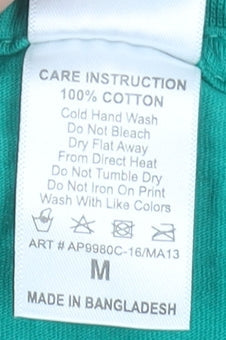 CARE INSTRUCTION
100% COTTON
Cold Hand Wash
Do Not Bleach
Dry Flat Away
From Direct Heat
Do Not Tumble Dry
Do Not Iron On Print
Wash With Like Colors
ART # AP9980C-16/MA13
M
MADE IN BANGLADESH